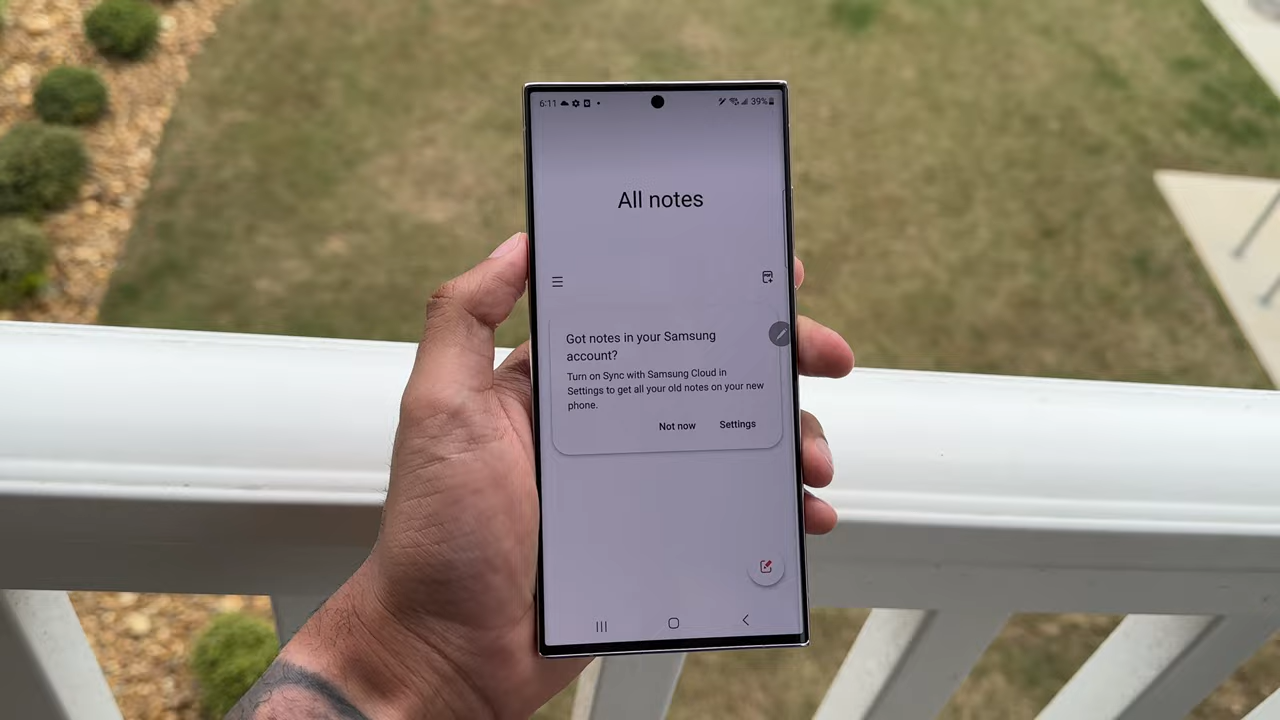 6:11 39%
All notes
Got notes in your Samsung
account?
Turn on Sync with Samsung Cloud in
Settings to get all your old notes on your new
phone.
Not now Settings